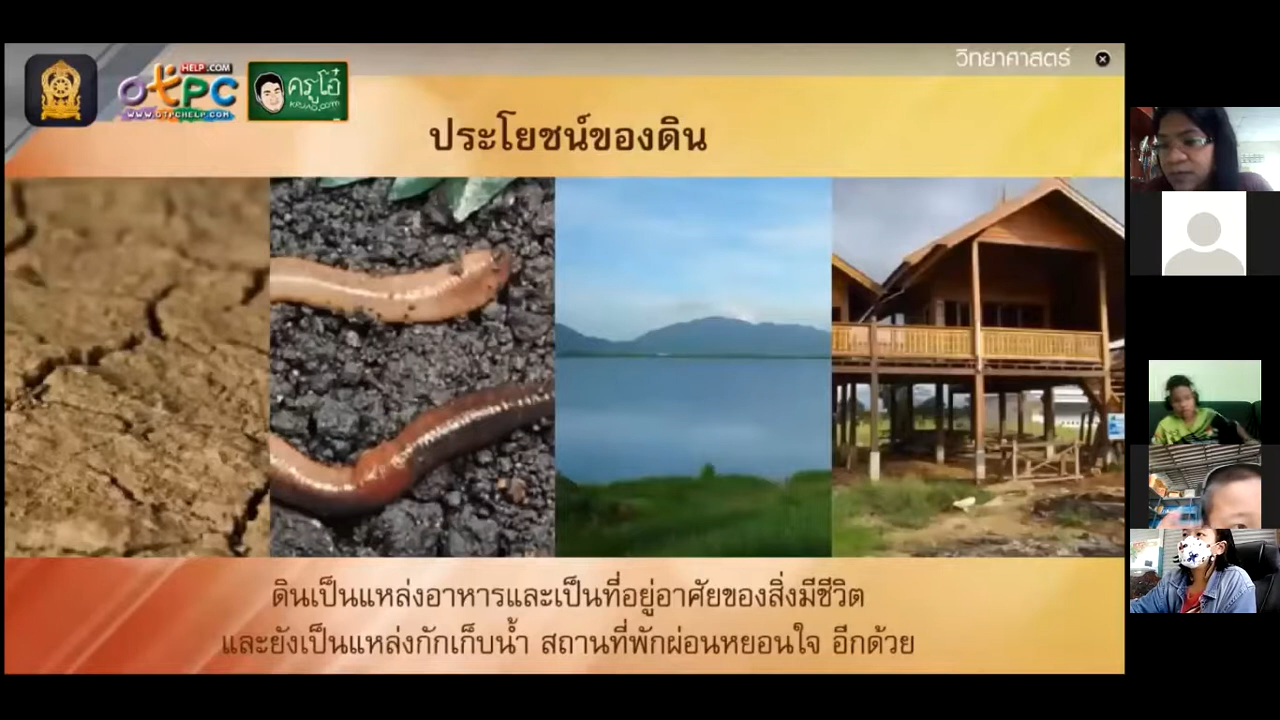 วิทยาศาสตร์
HELP.COM
OTPC
WWW.OTPCHELP.COM
ครูโอ๋
KRUAO.COM
ประโยชน์ของดิน
ดินเป็นแหล่งอาหารและเป็นที่อยู่อาศัยของสิ่งมีชีวิต
และยังเป็นแหล่งกักเก็บน้ำ สถานที่พักผ่อนหยอนใจ อีกด้วย